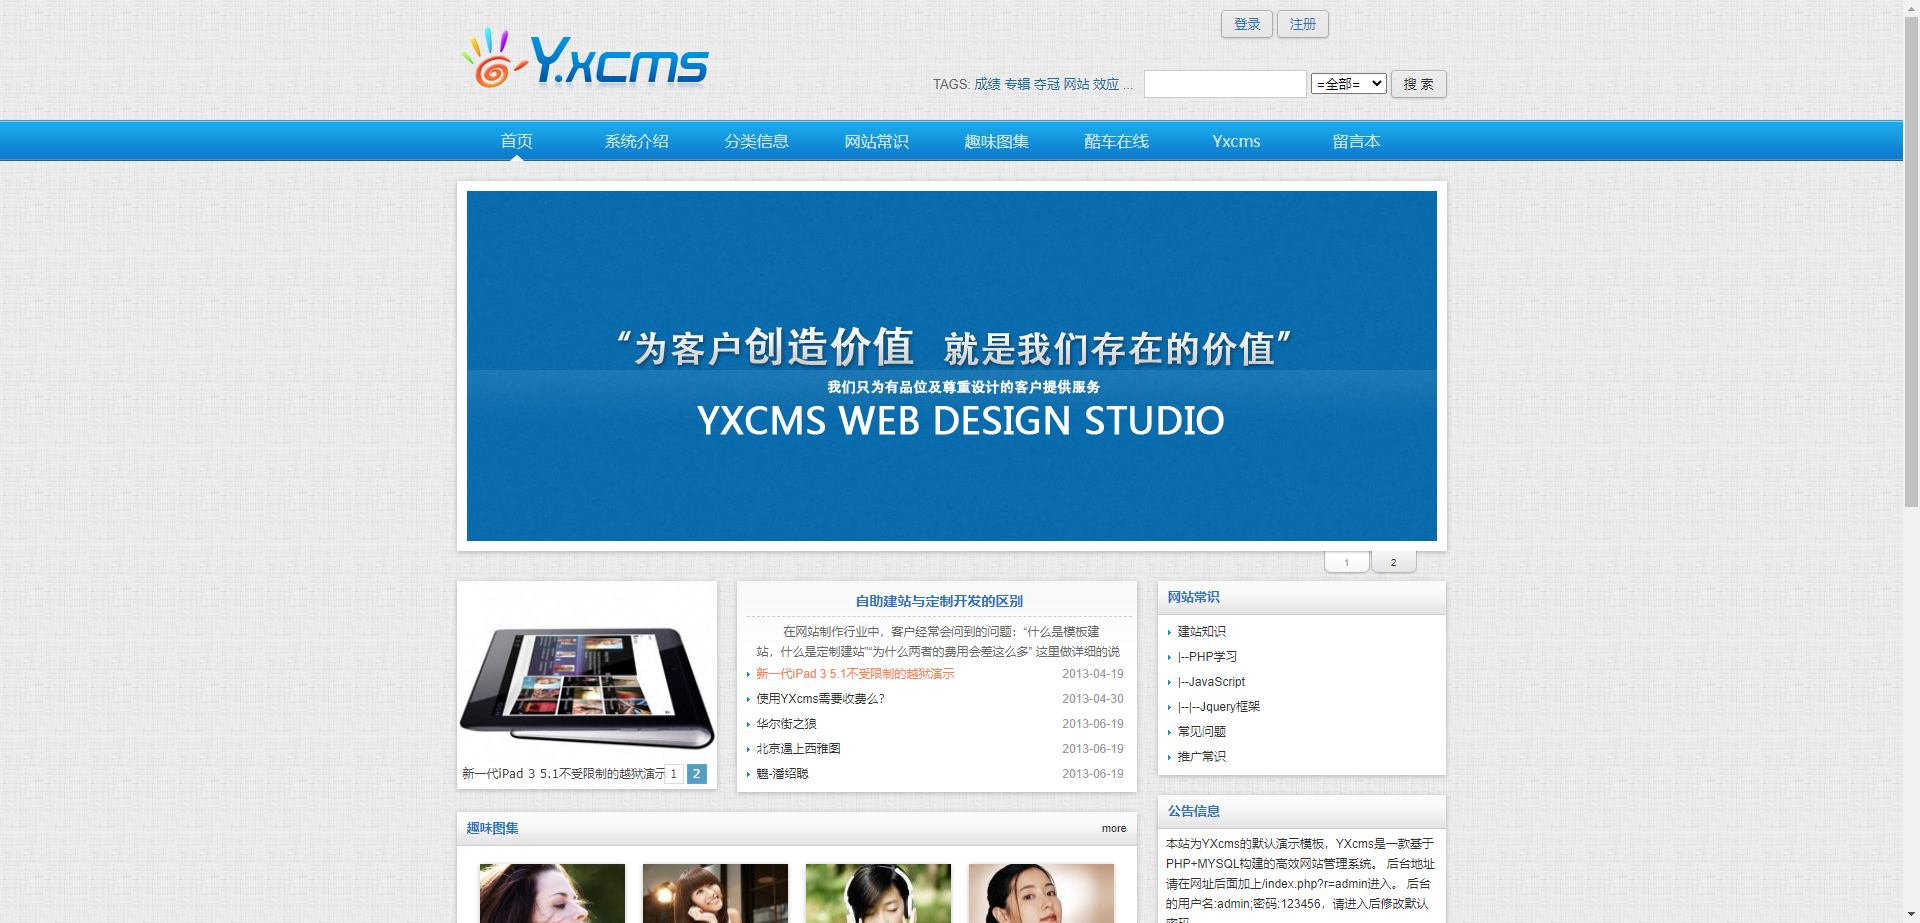 登录 注册
Y.xcms
TAGS: 成绩 专辑 夺冠 网站 效应 ... =全部= 搜 索
首页 系统介绍 分类信息 网站常识 趣味图集 酷车在线 Yxcms 留言本
“为客户创造价值 就是我们存在的价值”
我们只为有品位及尊重设计的客户提供服务
YXCMS WEB DESIGN STUDIO
1 2
新一代iPad 3 5.1不受限制的越狱演示 1 2
自助建站与定制开发的区别
在网站制作行业中，客户经常会问到的问题：“什么是模板建
站，什么是定制建站”“为什么两者的费用会差这么多” 这里做详细的说
新一代iPad 3 5.1不受限制的越狱演示 2013-04-19
使用YXcms需要收费么？ 2013-04-30
华尔街之狼 2013-06-19
北京遇上西雅图 2013-06-19
魅-潘绍聪 2013-06-19
网站常识
建站知识
|--PHP学习
|--JavaScript
|--|--Jquery框架
常见问题
推广常识
趣味图集 more
公告信息
本站为YXcms的默认演示模板，YXcms是一款基于
PHP+MYSQL构建的高效网站管理系统。 后台地址
请在网址后面加上/index.php?r=admin进入。 后台
的用户名:admin;密码:123456，请进入后修改默认
密码